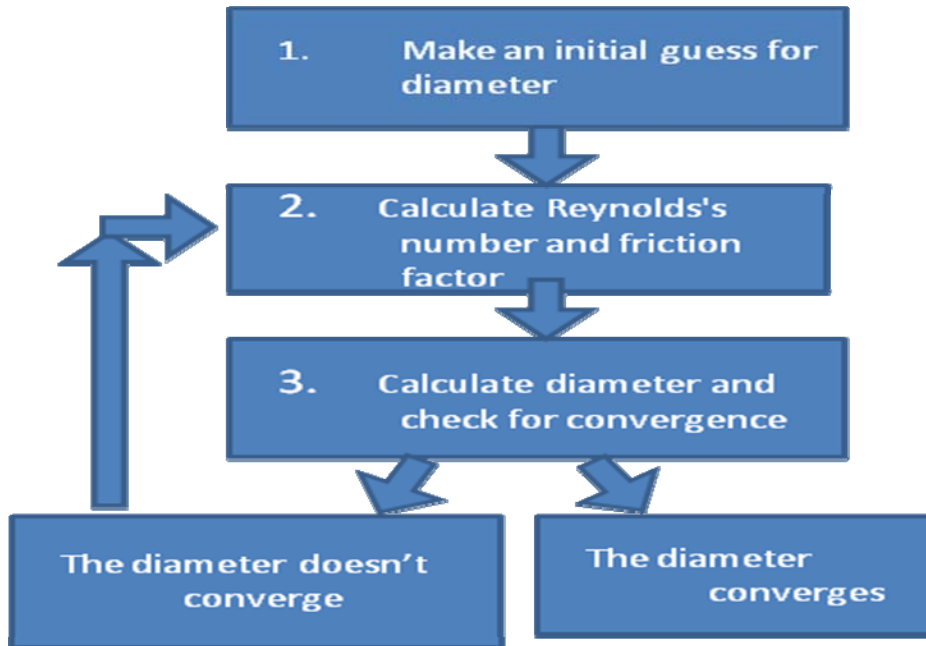 1. Make an initial guess for
diameter
2. Calculate Reynolds's
number and friction
factor
3. Calculate diameter and
check for convergence
The diameter doesn’t
converge
The diameter
converges